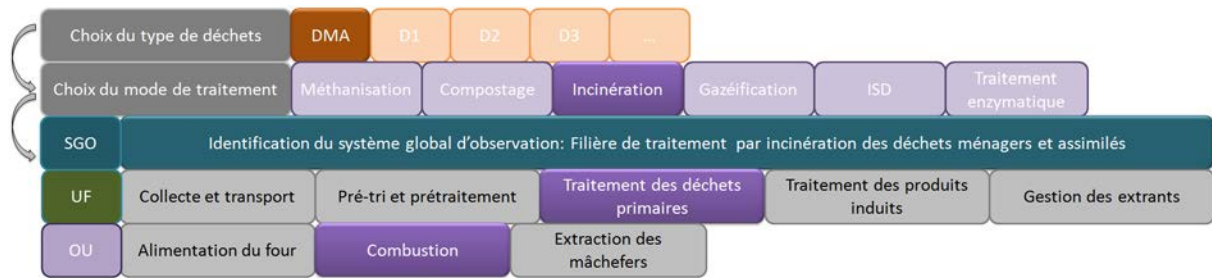 Choix du type de déchets DMA D1 D2 D3 ...
Choix du mode de traitement Méthanisation Compostage Incinération Gazéification ISD Traitement
enzymatique
SGO Identification du système global d'observation: Filière de traitement par incinération des déchets ménagers et assimilés
UF Collecte et transport Pré-tri et prétraitement Traitement des déchets
primaires
Traitement des produits
induits
Gestion des extrants
OU Alimentation du four Combustion Extraction des
mâchefers